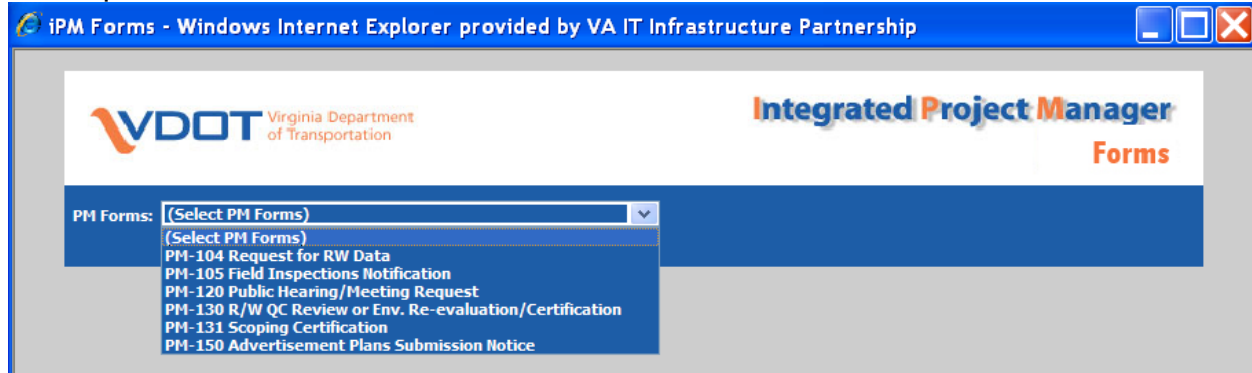 iPM Forms - Windows Internet Explorer provided by VA IT Infrastructure Partnership
VDOT Virginia Department
of Transportation
Integrated Project Manager
Forms
PM Forms: (Select PM Forms)
(Select PM Forms)
PM-104 Request for RW Data
PM-105 Field Inspections Notification
PM-120 Public Hearing/Meeting Request
PM-130 R/W QC Review or Env. Re-evaluation/Certification
PM-131 Scoping Certification
PM-150 Advertisement Plans Submission Notice